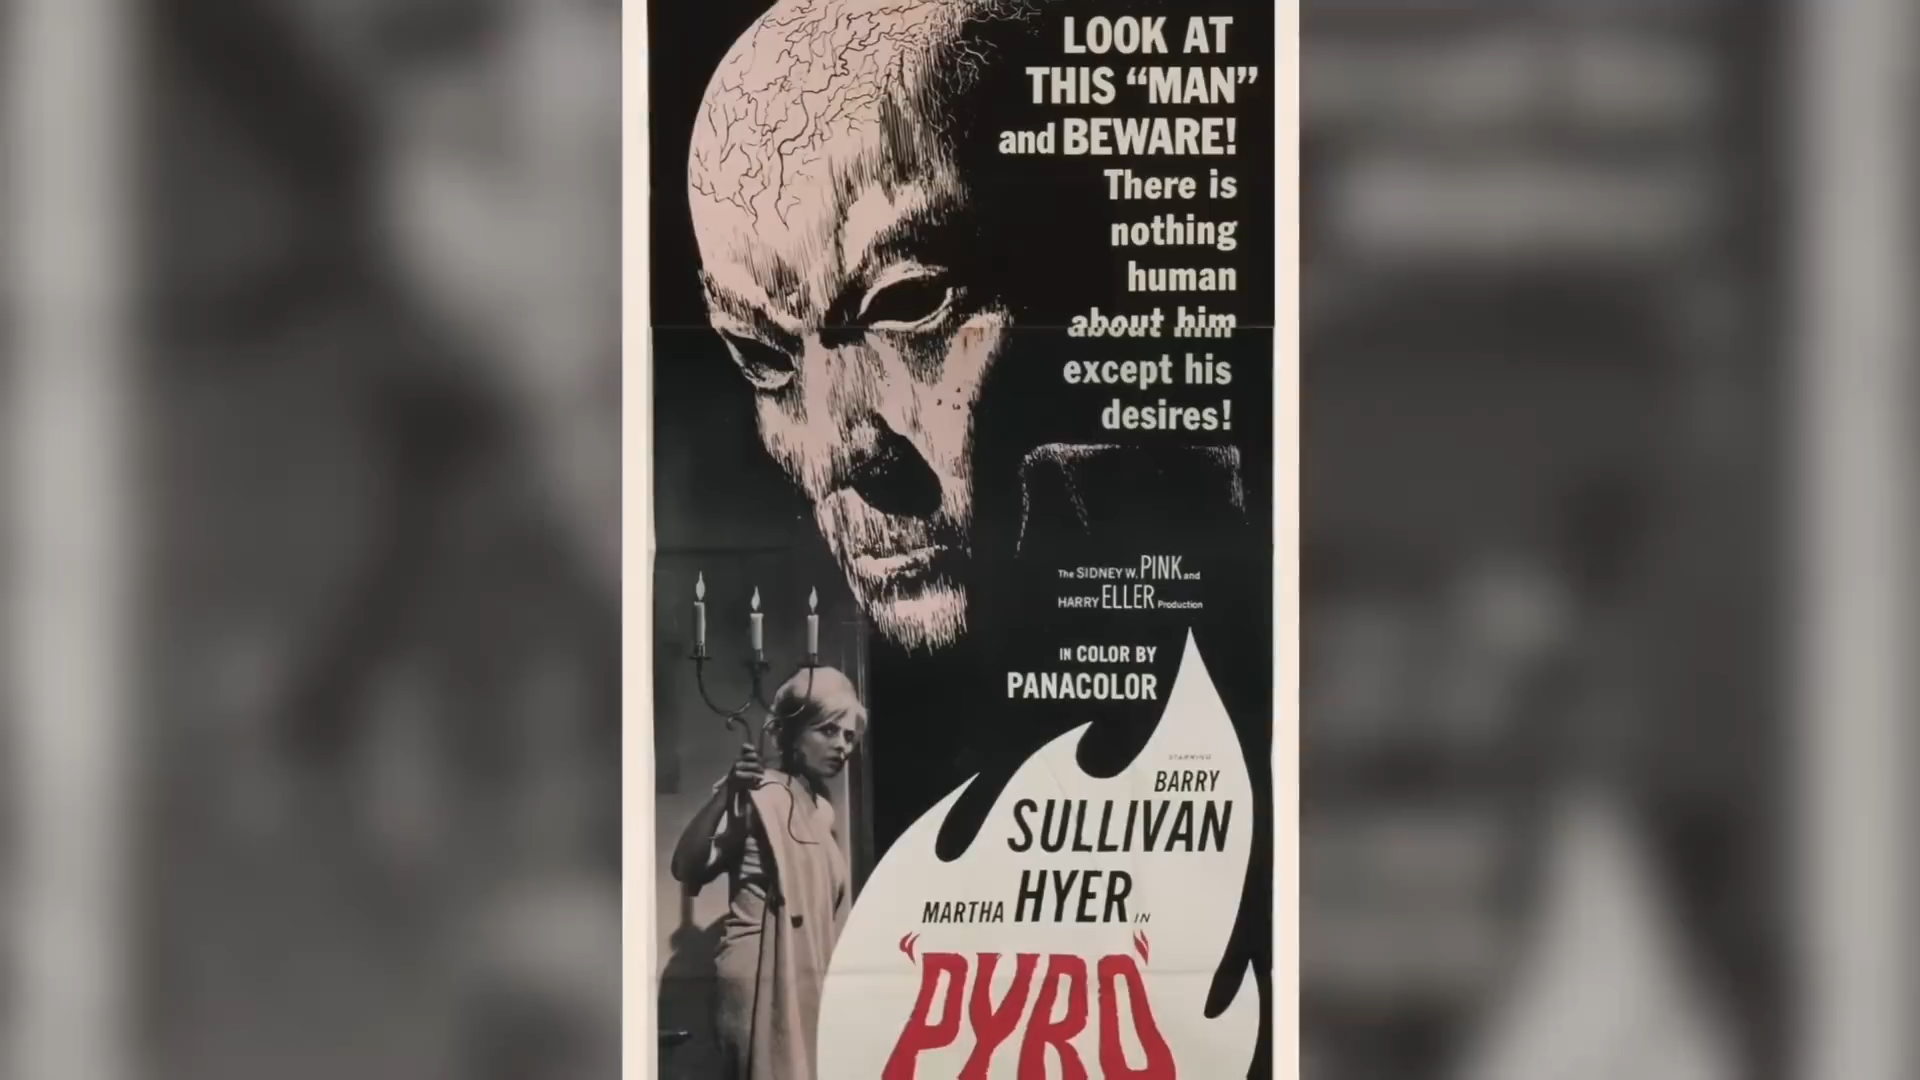 LOOK AT
THIS “MAN”
and BEWARE!
There is
nothing
human
about him
except his
desires!
The SIDNEY W. PINK and
HARRY ELLER Production
IN COLOR BY
PANACOLOR
STARRING
BARRY
SULLIVAN
MARTHA HYER IN
“PYRO”